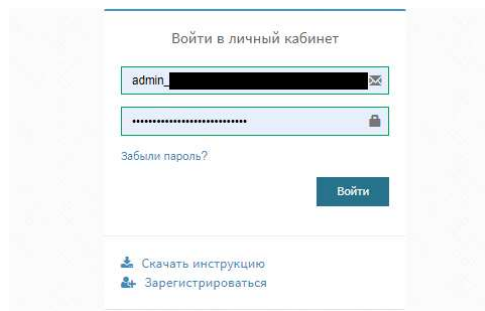 Войти в личный кабинет
admin_
••••••••••••••••••••••••••••
Забыли пароль?
Войти
Скачать инструкцию
Зарегистрироваться